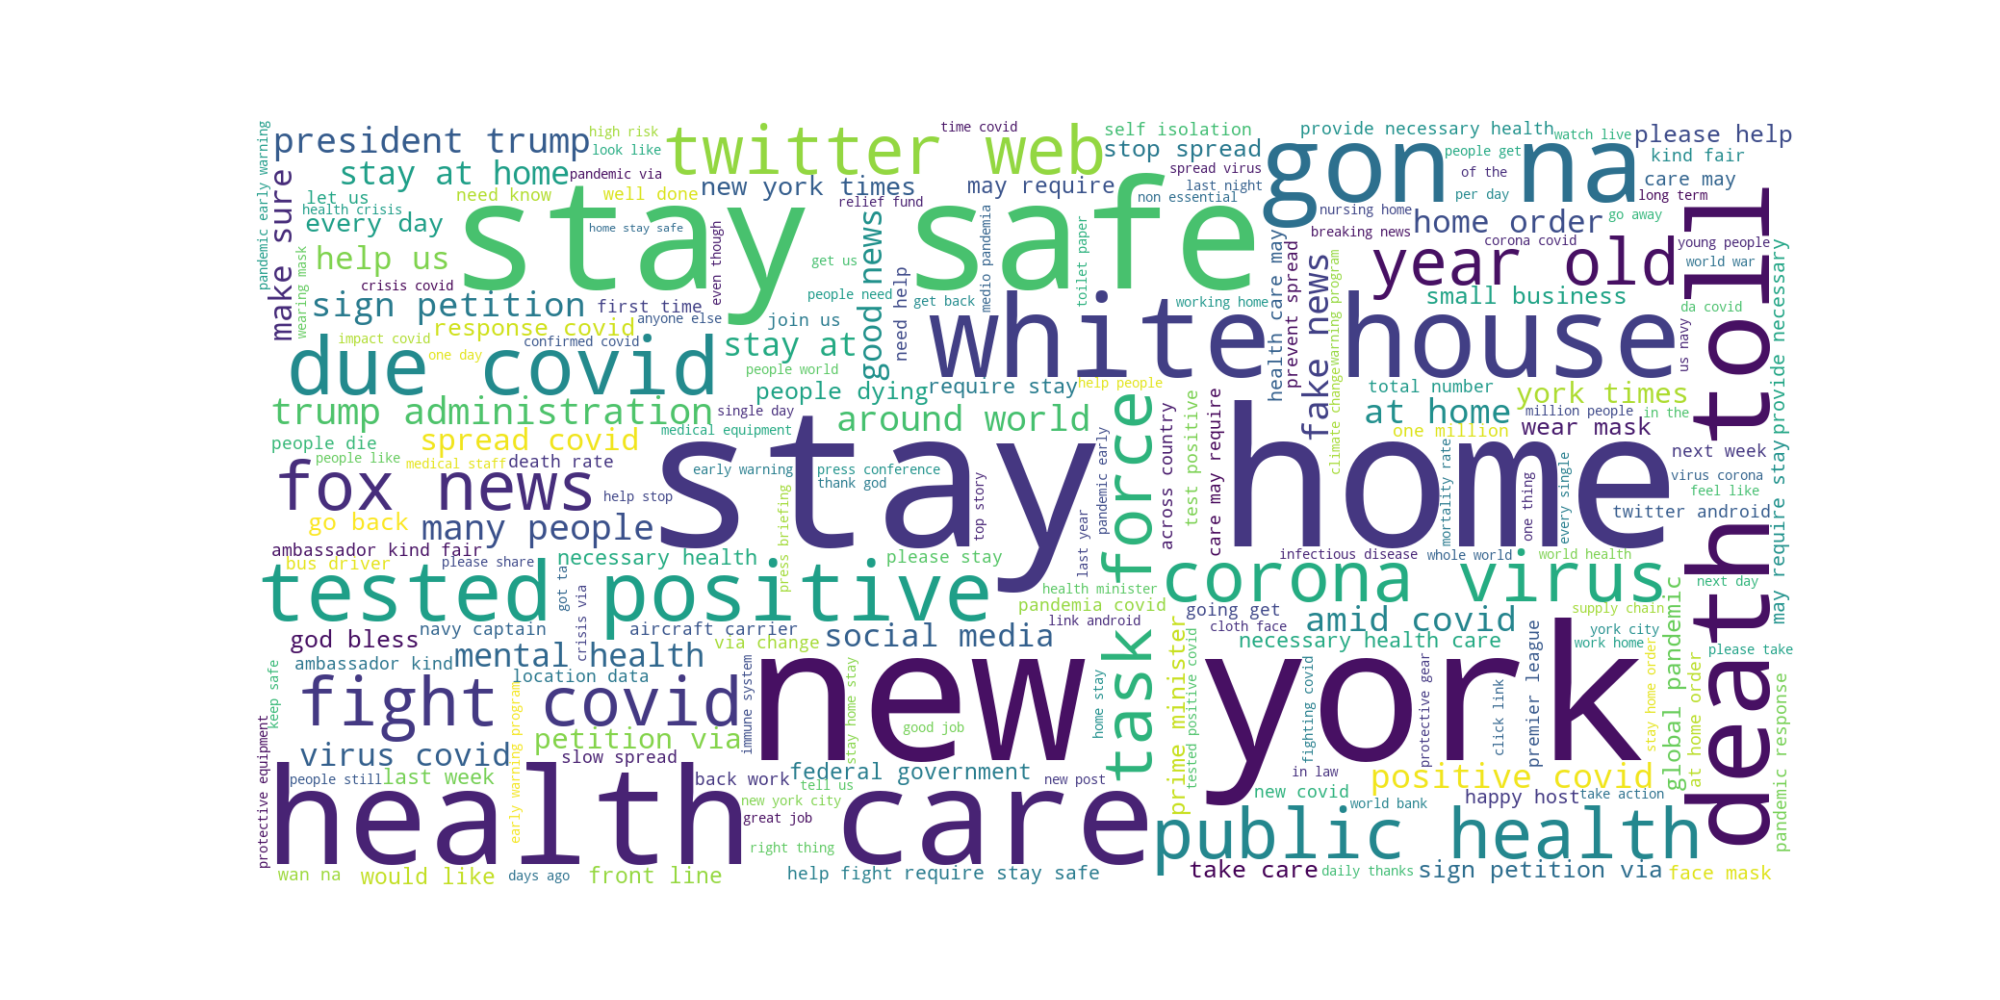 pandemic early warning
president trump
high risk
look like
twitter web
time covid
self isolation
stop spread
provide necessary health
watch live
please help
people get
kind fair
gon na
stay at home
pandemic via
make sure
let us
need know
well done
new york times
may require
spread virus
last night
of the
care may
per day
long term
health crisis
every day
relief fund
non essential
stay safe
home stay safe
nursing home
home order
go away
breaking news
corona covid
young people
death toll
wearing mask
help us
even though
get us
good news
medio pandemia
toilet paper
health care may
prevent spread
fake news
year old
world war
crisis covid
sign petition
first time
anyone else
people need
need help
get back
working home
small business
da covid
provide necessary
response covid
join us
white house
us navy
impact covid
confirmed covid
one day
stay at
due covid
people world
people dying
require stay
help people
climate change
warning program
total number
york times
trump administration
single day
around world
task force
at home
million people
in the
medical equipment
one million
wear mask
people die
spread covid
people like
medical staff
death rate
early warning
press conference
thank god
stay home
test positive
next week
fox news
help stop
top story
pandemic early
across country
care may require
mortality rate
one thing
every single
virus corona
feel like
go back
many people
press briefing
last year
twitter android
may require stay
ambassador kind fair
bus driver
please share
necessary health
please stay
infectious disease
whole world
world health
tested positive
got ta
health minister
corona virus
next day
pandemia covid
link android
going get
cloth face
amid covid
supply chain
york city
work home
global pandemic
god bless
navy captain
crisis via
aircraft carrier
via change
social media
necessary health care
please take
ambassador kind
mental health
location data
keep safe
early warning program
immune system
stay home stay
home stay
prime minister
tested positive covid
fighting covid
protective gear
click link
premier league
stay home order
at home order
pandemic response
fight covid
new york
good job
petition via
virus covid
slow spread
protective equipment
people still
last week
back work
federal government
new post
in law
positive covid
tell us
new york city
new covid
world bank
happy host
take action
health care
great job
public health
right thing
wan na
would like
days ago
front line
help fight
require stay safe
take care
daily thanks
sign petition via
face mask